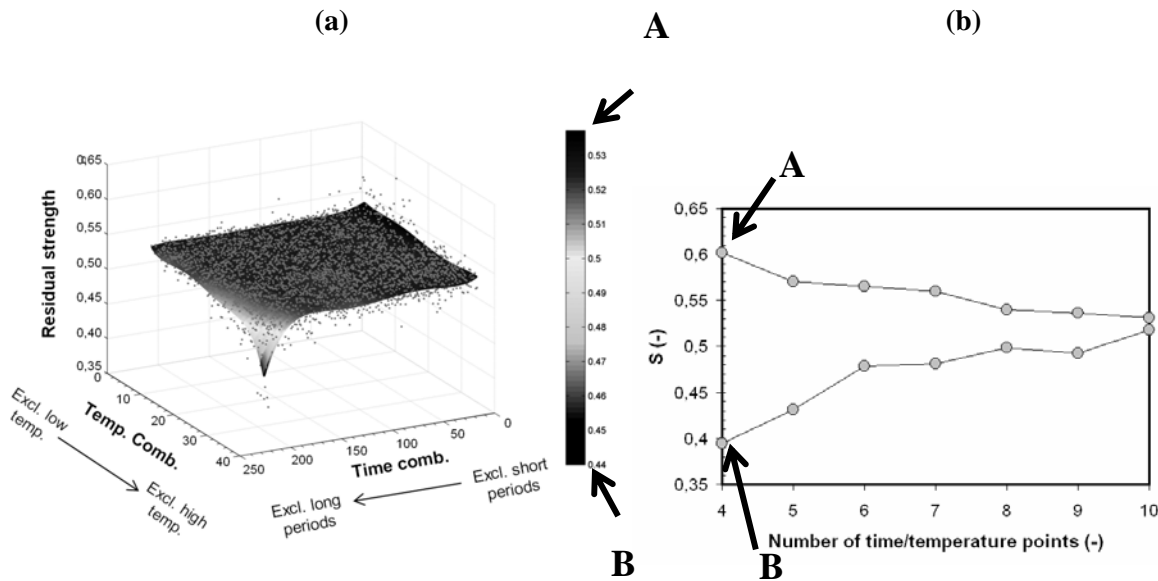 (a)
A
(b)
Residual strength
0,65
0,60
0,55
0,50
0,45
0,40
0,35
0
10
20
30
40
Temp. Comb.
Excl. low
temp.
Excl. high
temp.
250
200
150
100
50
0
Time comb.
Excl. long
periods
Excl. short
periods
0.53
0.52
0.51
0.5
0.49
0.48
0.47
0.46
0.45
0.44
B
A
S (-)
0,65
0,6
0,55
0,5
0,45
0,4
0,35
4 5 6 7 8 9 10
Number of time/temperature points (-)
B